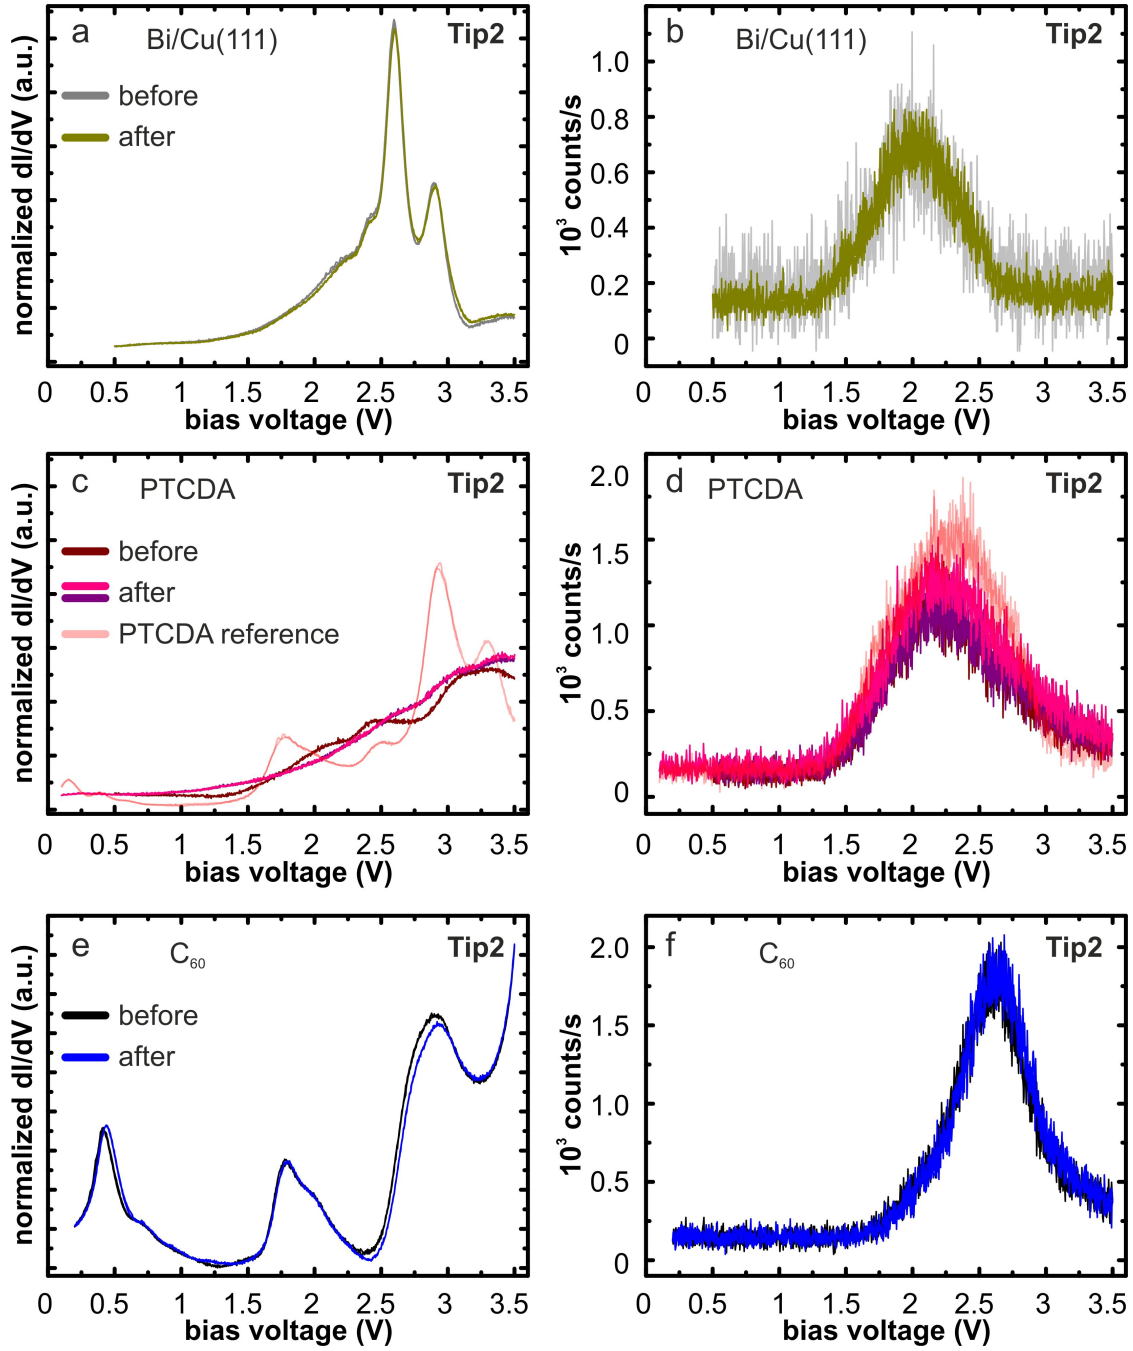 a Bi/Cu(111) Tip2
before
after
normalized dI/dV (a.u.)
0 0.5 1 1.5 2 2.5 3 3.5
bias voltage (V)
b Bi/Cu(111) Tip2
10³ counts/s
1.0
0.8
0.6
0.4
0.2
0
0 0.5 1 1.5 2 2.5 3 3.5
bias voltage (V)
c PTCDA Tip2
before
after
PTCDA reference
normalized dI/dV (a.u.)
0 0.5 1 1.5 2 2.5 3 3.5
bias voltage (V)
d PTCDA Tip2
10³ counts/s
2.0
1.5
1.0
0.5
0
0 0.5 1 1.5 2 2.5 3 3.5
bias voltage (V)
e C₆₀ Tip2
before
after
normalized dI/dV (a.u.)
0 0.5 1 1.5 2 2.5 3 3.5
bias voltage (V)
f C₆₀ Tip2
10³ counts/s
2.0
1.5
1.0
0.5
0
0 0.5 1 1.5 2 2.5 3 3.5
bias voltage (V)